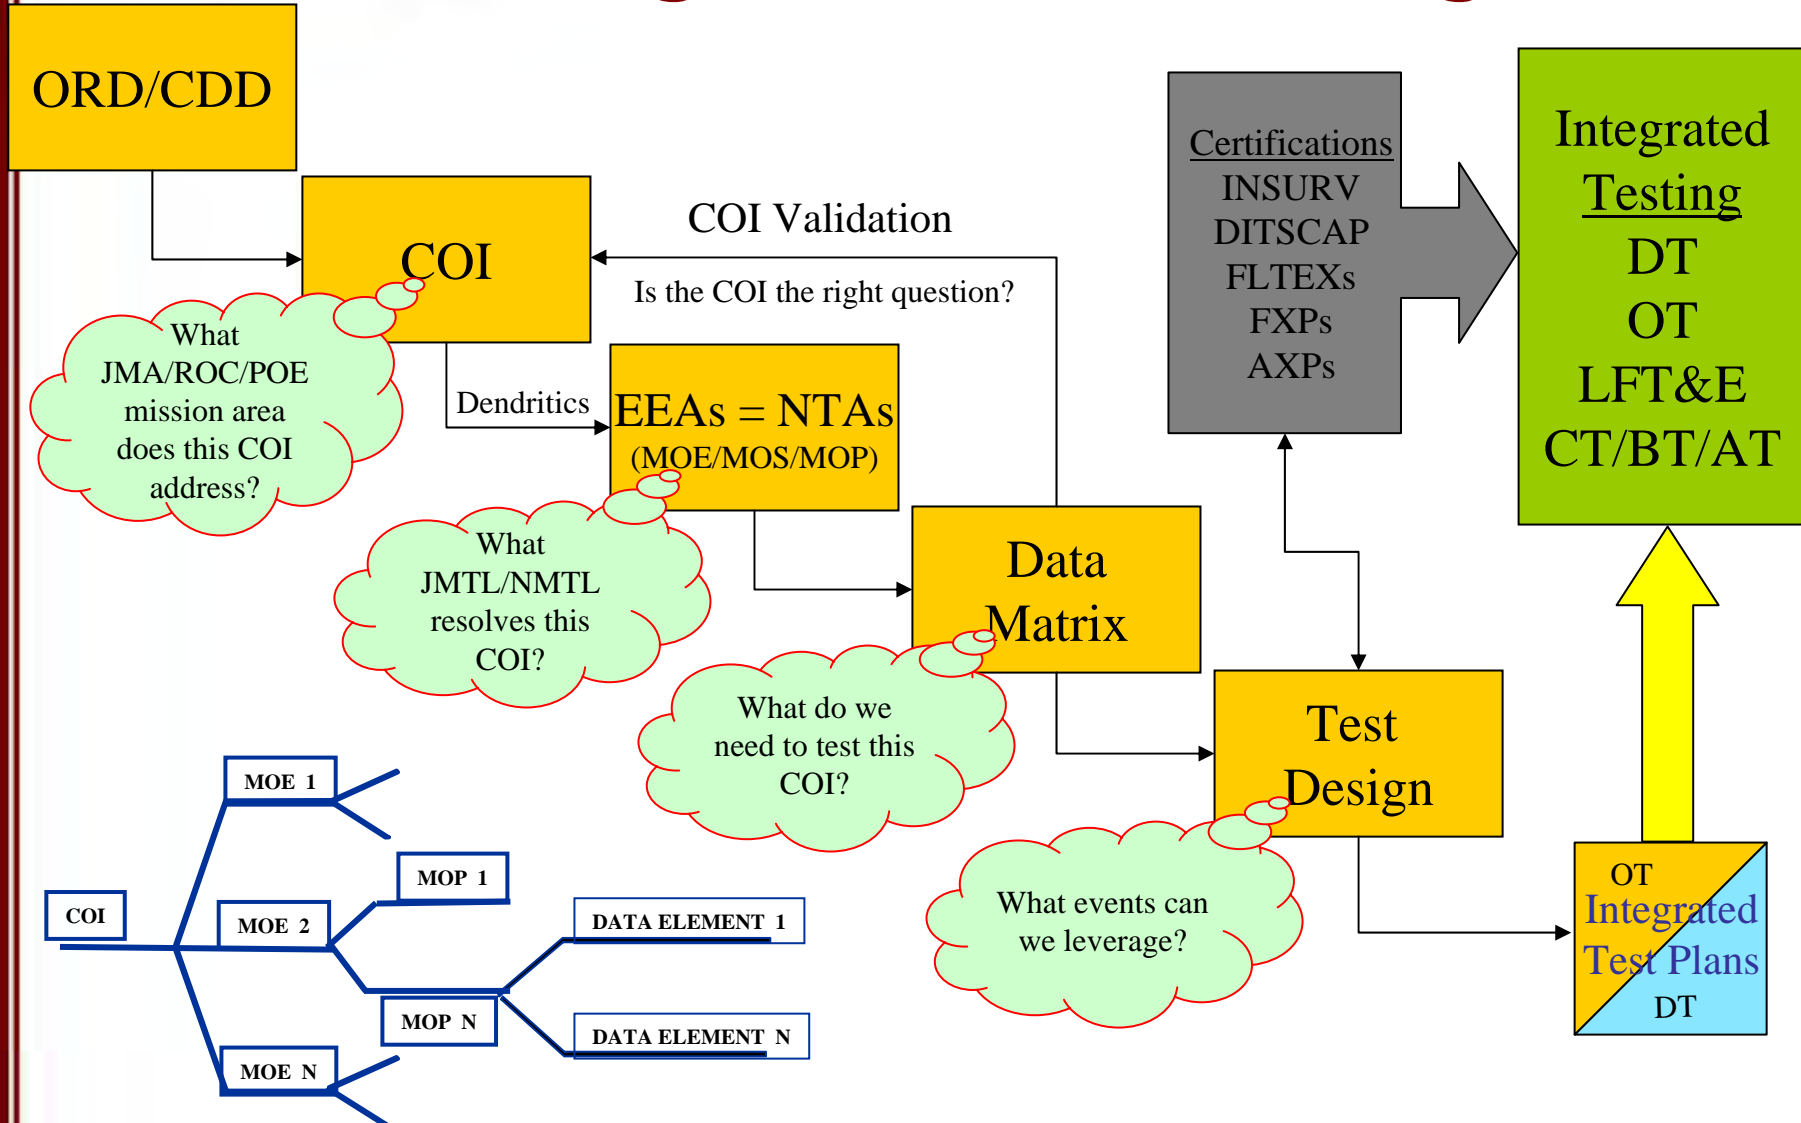 ORD/CDD
COI
COI Validation
Is the COI the right question?
What
JMA/ROC/POE
mission area
does this COI
address?
Dendritics
EEAs = NTAs
(MOE/MOS/MOP)
What
JMTL/NMTL
resolves this
COI?
Data
Matrix
What do we
need to test this
COI?
Test
Design
What events can
we leverage?
Certifications
INSURV
DITSCAP
FLTEXs
FXPs
AXPs
Integrated
Testing
DT
OT
LFT&E
CT/BT/AT
OT
Integrated
Test Plans
DT
COI
MOE 1
MOE 2
MOE N
MOP 1
MOP N
DATA ELEMENT 1
DATA ELEMENT N